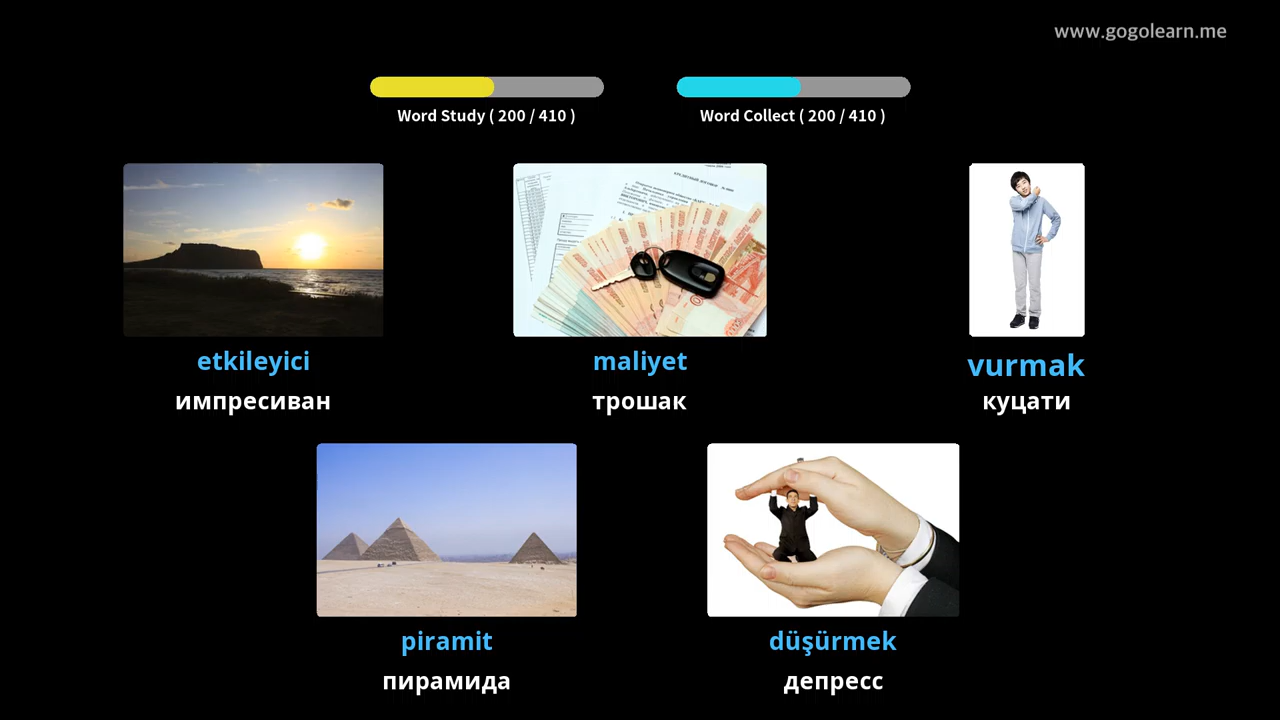 www.gogolearn.me
Word Study ( 200 / 410 )
Word Collect ( 200 / 410 )
etkileyici
импресиван
maliyet
трошак
vurmak
куцати
piramit
пирамида
düşürmek
депресс